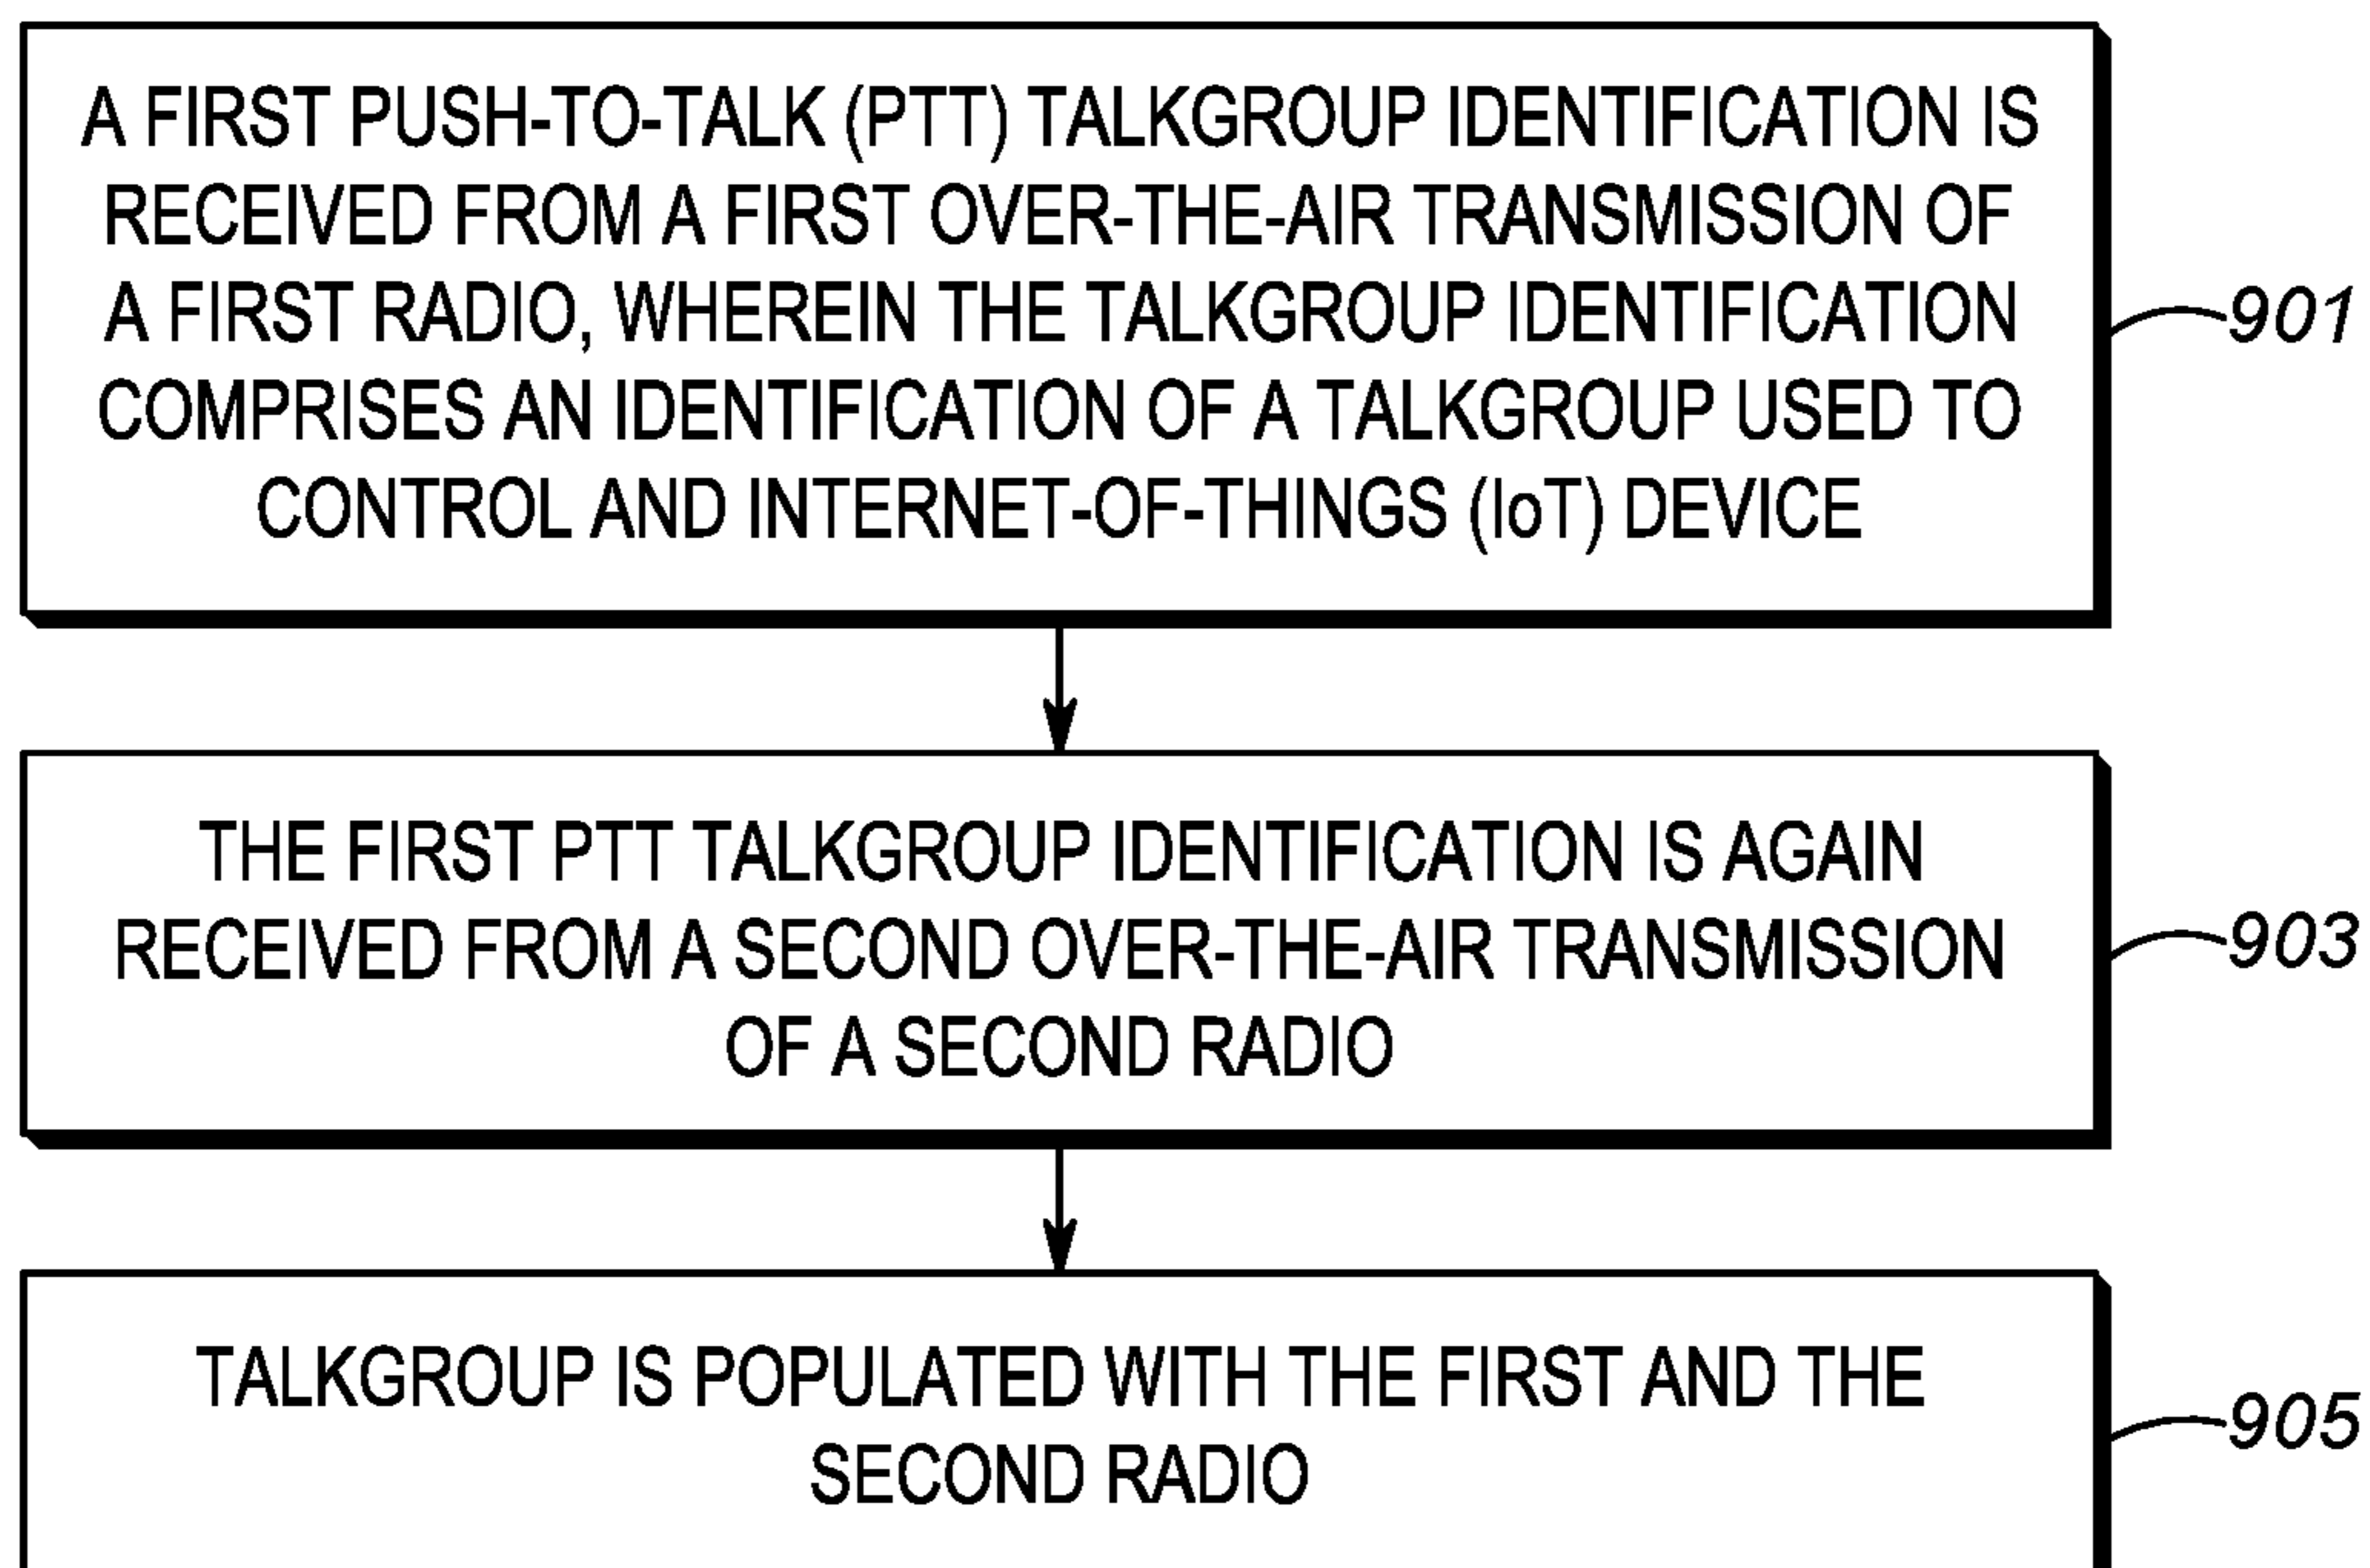 A FIRST PUSH-TO-TALK (PTT) TALKGROUP IDENTIFICATION IS
RECEIVED FROM A FIRST OVER-THE-AIR TRANSMISSION OF
A FIRST RADIO, WHEREIN THE TALKGROUP IDENTIFICATION
COMPRISES AN IDENTIFICATION OF A TALKGROUP USED TO
CONTROL AND INTERNET-OF-THINGS (IoT) DEVICE
901
THE FIRST PTT TALKGROUP IDENTIFICATION IS AGAIN
RECEIVED FROM A SECOND OVER-THE-AIR TRANSMISSION
OF A SECOND RADIO
903
TALKGROUP IS POPULATED WITH THE FIRST AND THE
SECOND RADIO
905